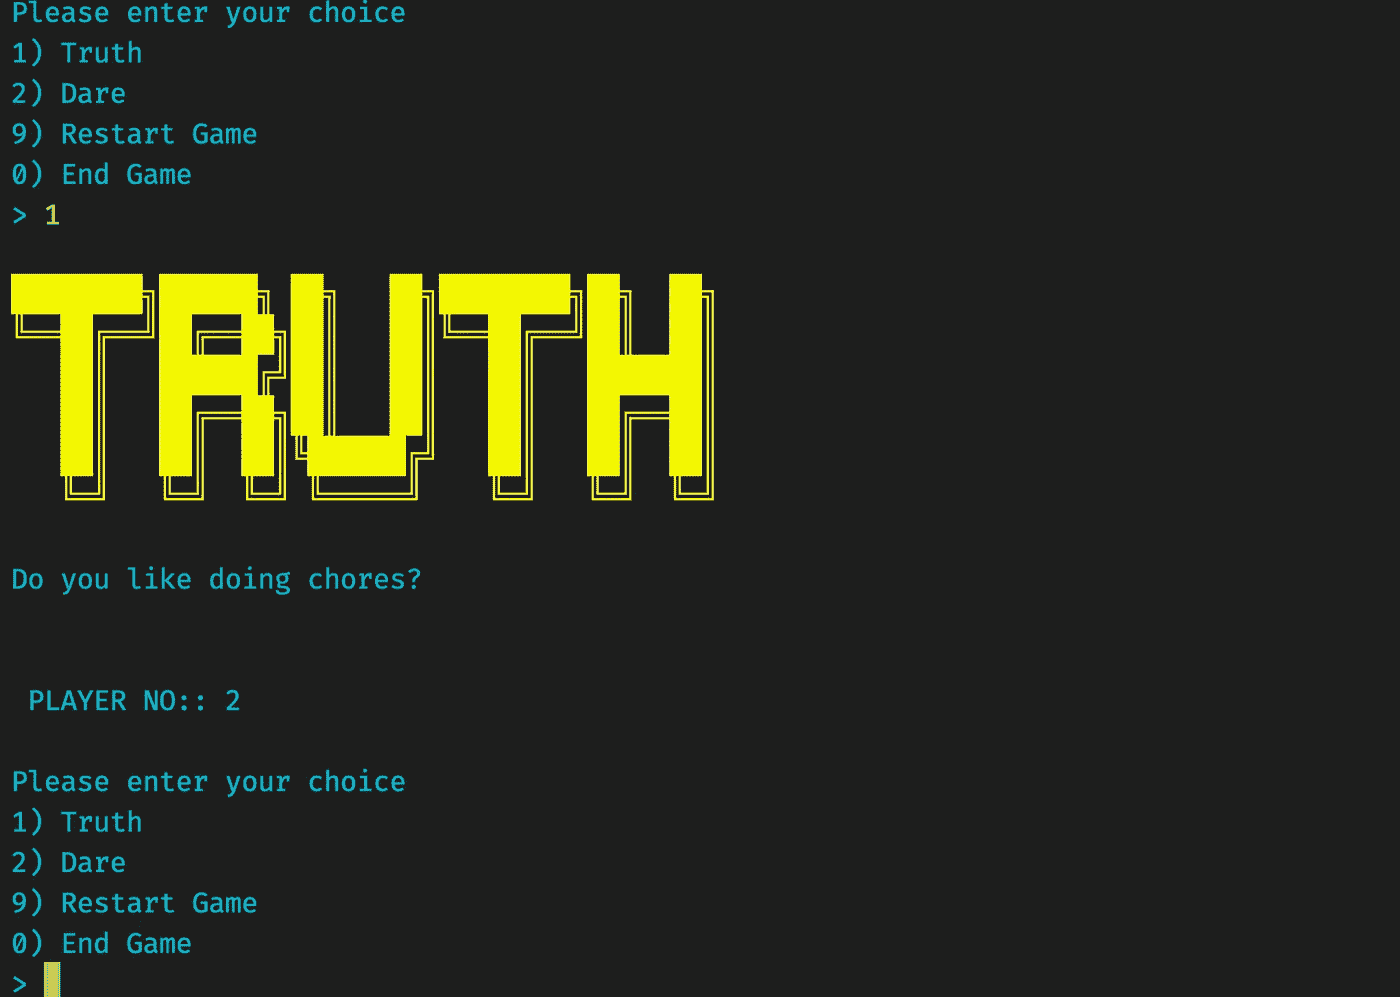 Please enter your choice
1) Truth
2) Dare
9) Restart Game
0) End Game
> 1
TRUTH
Do you like doing chores?
PLAYER NO:: 2
Please enter your choice
1) Truth
2) Dare
9) Restart Game
0) End Game
>